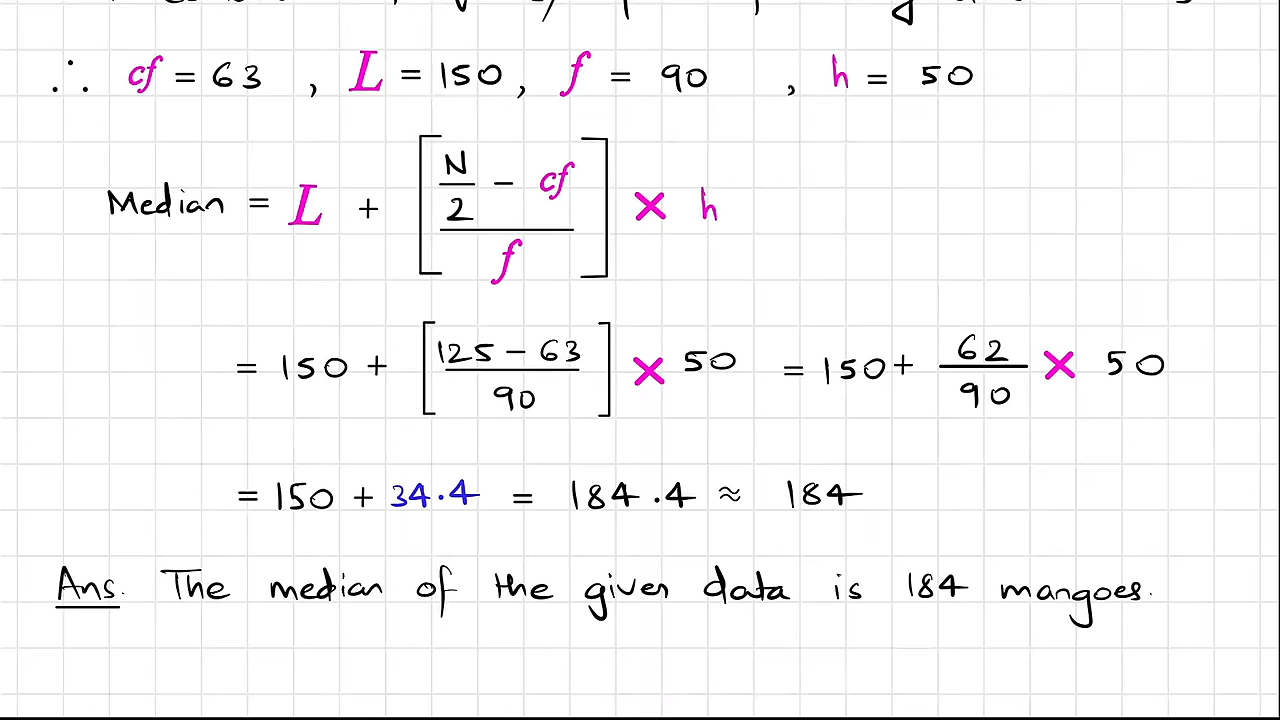 ∴ cf = 63 , L = 150, f = 90 , h = 50
Median = L + [(N/2 − cf)/f] × h
= 150 + [(125 − 63)/90] × 50 = 150 + 62/90 × 50
= 150 + 34.4 = 184.4 ≈ 184
Ans. The median of the given data is 184 mangoes.